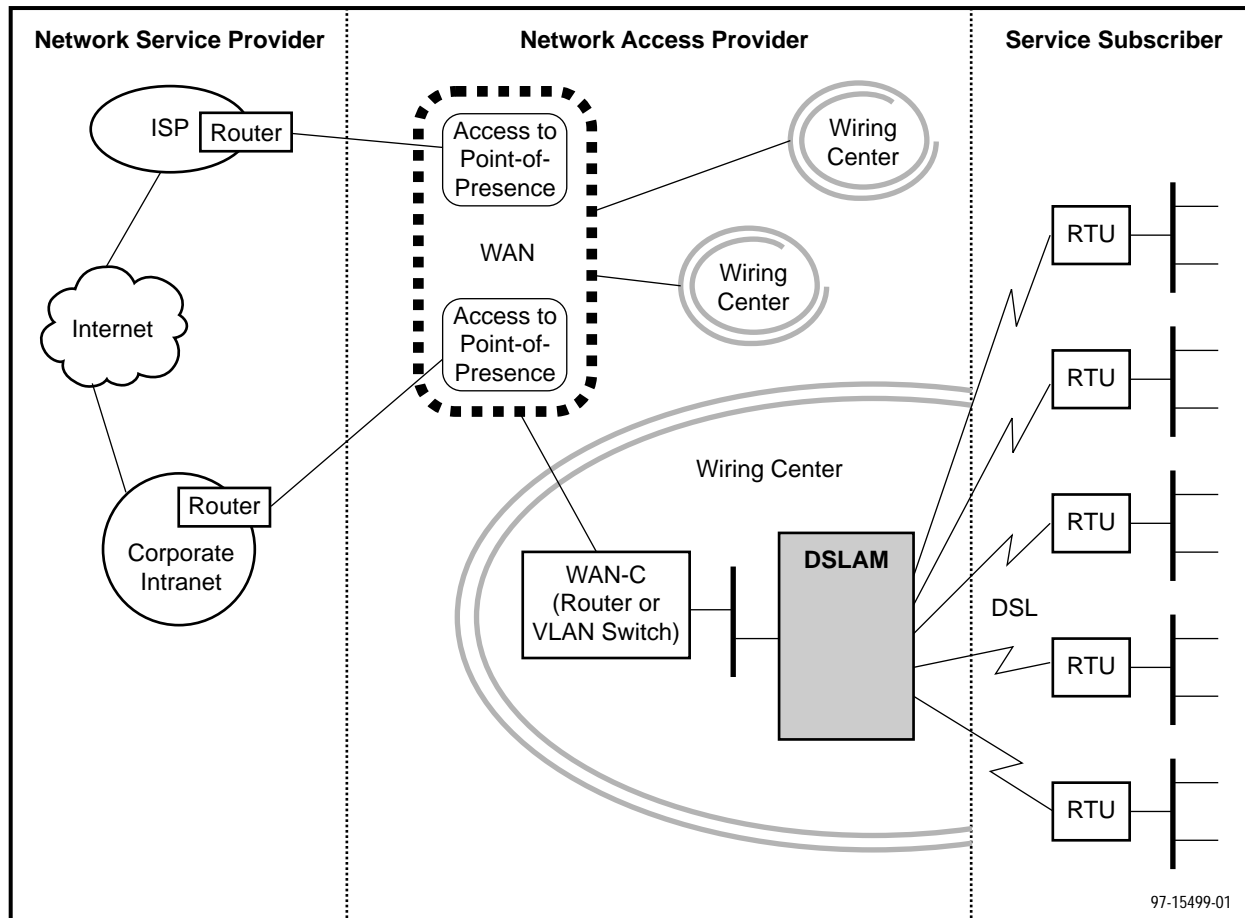 Network Service Provider
Network Access Provider
Service Subscriber
ISP
Router
Access to
Point-of-
Presence
Wiring
Center
WAN
Wiring
Center
Internet
Access to
Point-of-
Presence
Router
Corporate
Intranet
Wiring Center
WAN-C
(Router or
VLAN Switch)
DSLAM
DSL
RTU
RTU
RTU
RTU
RTU
97-15499-01